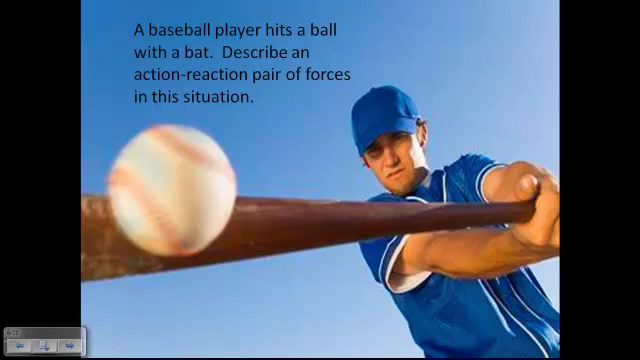 A baseball player hits a ball
with a bat.  Describe an
action-reaction pair of forces
in this situation.